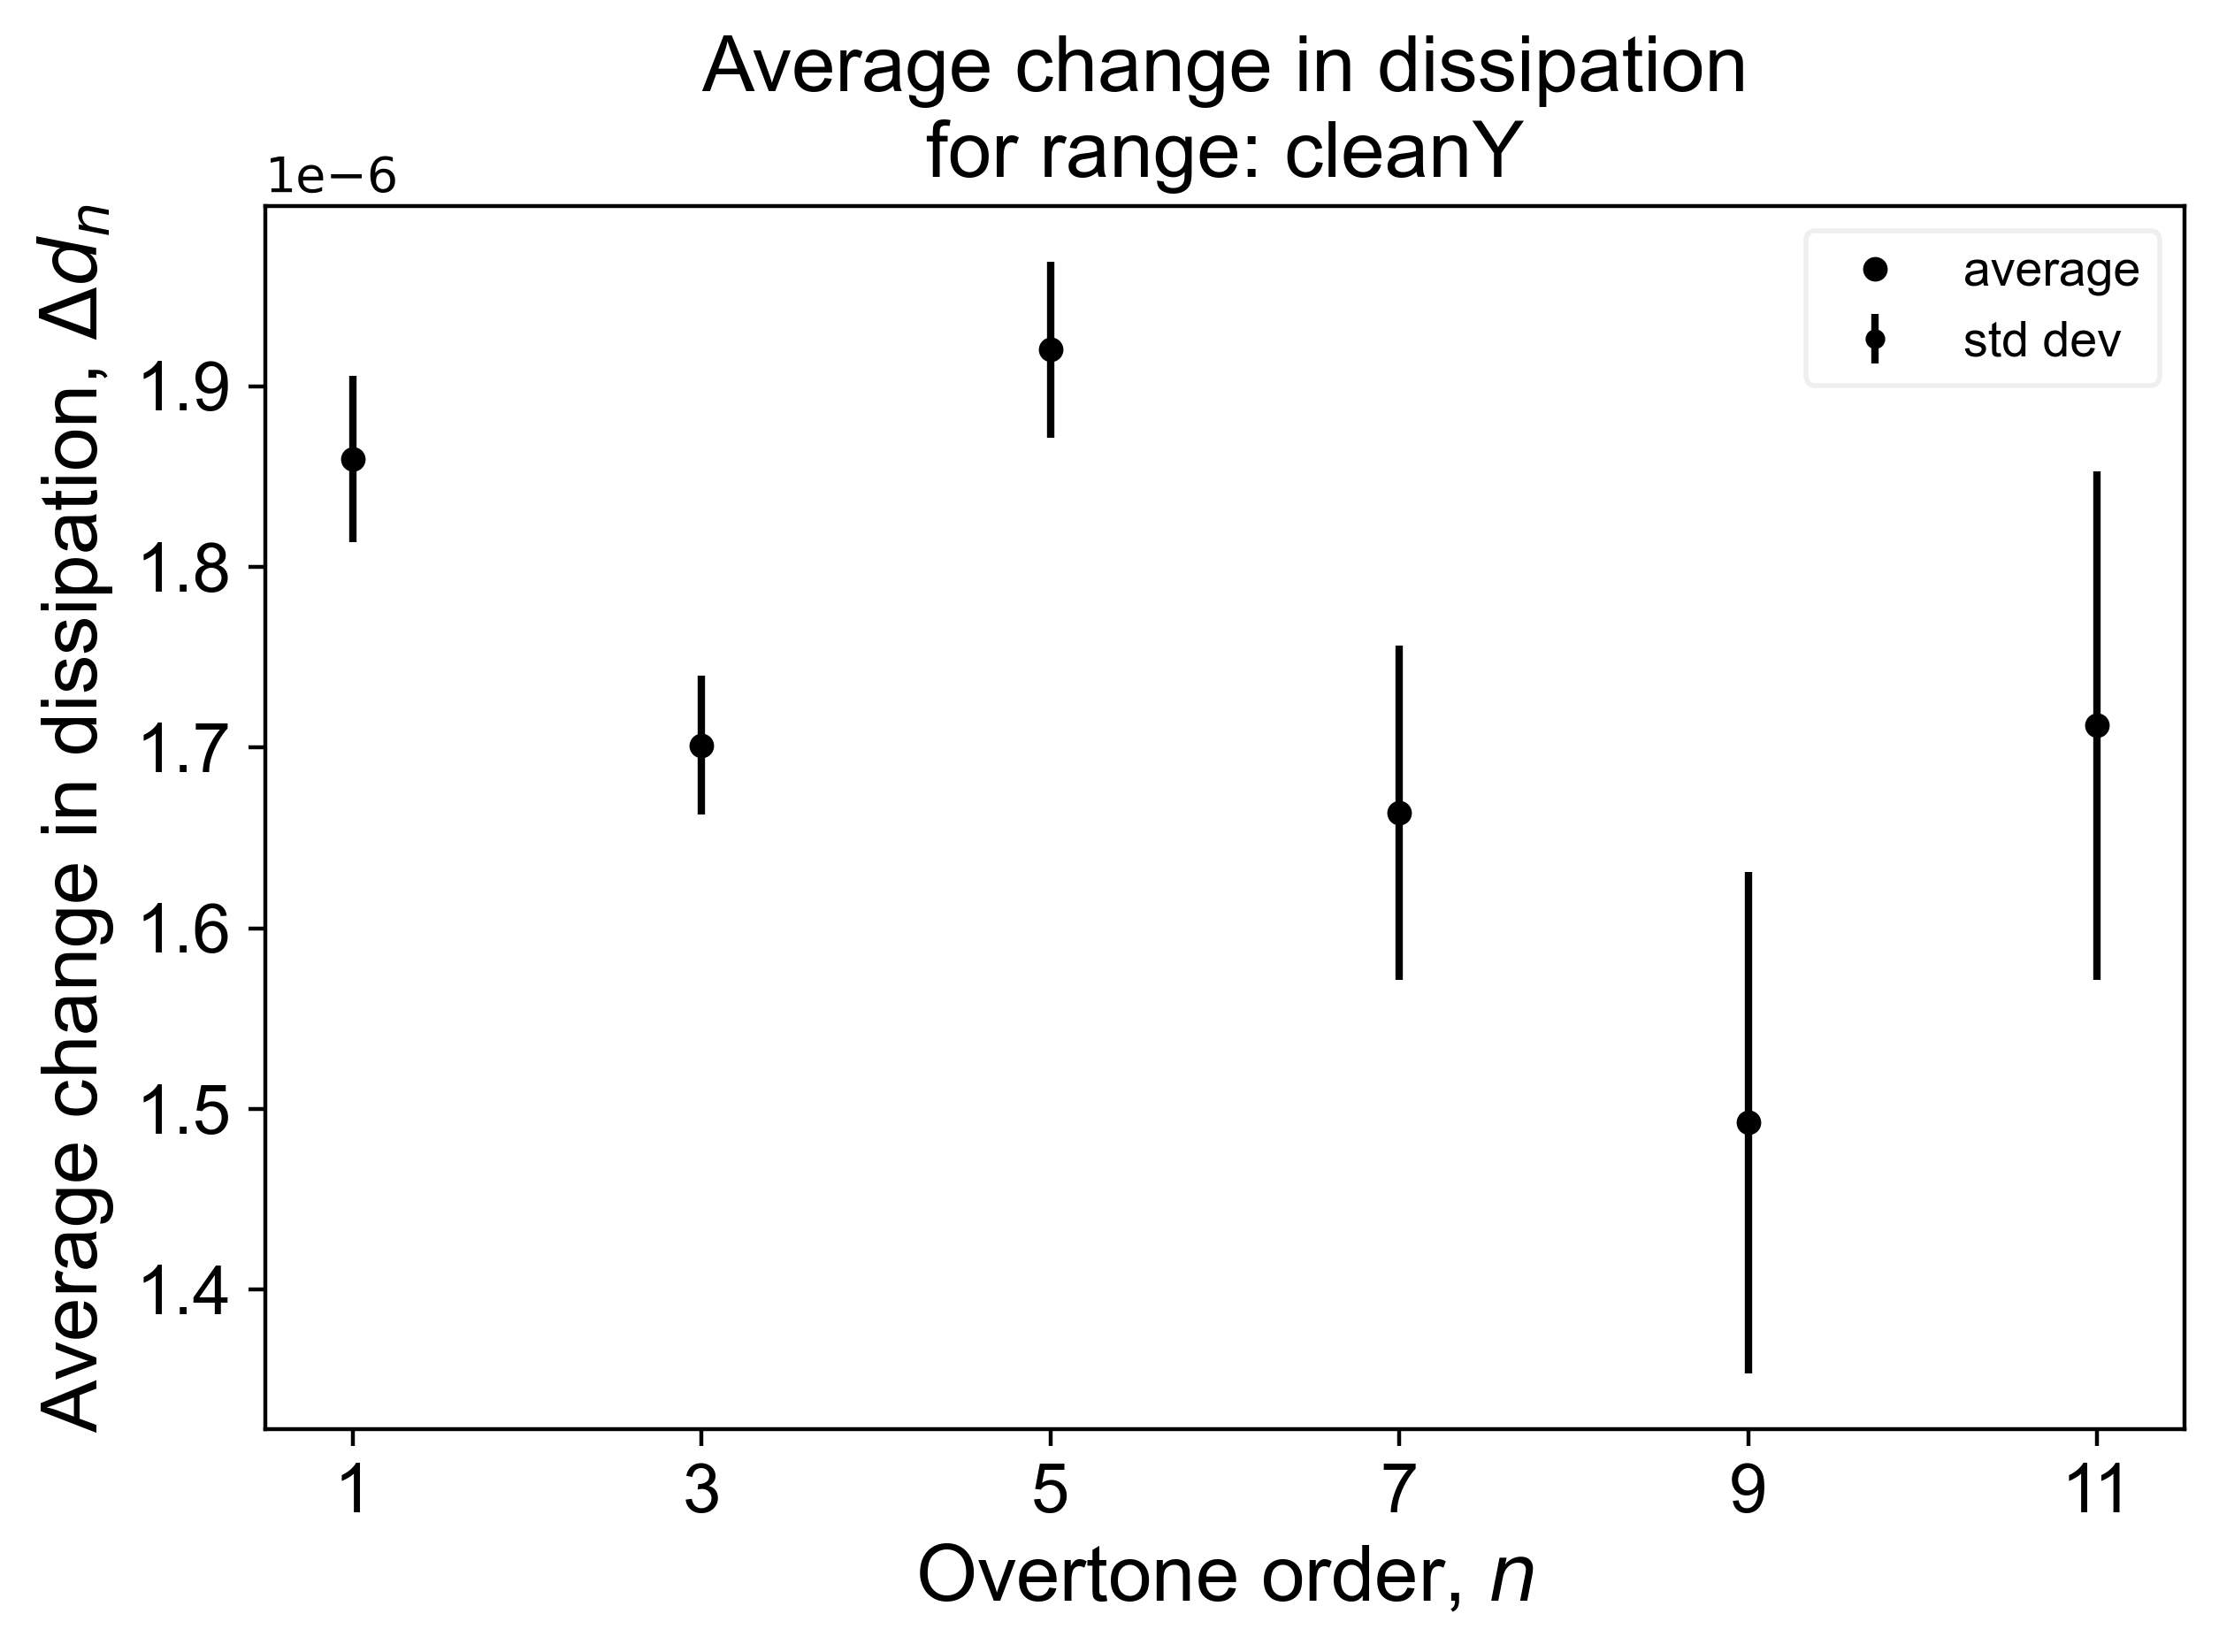 Average change in dissipation
for range: cleanY
1e−6
Average change in dissipation, Δdₙ
average
std dev
1.9
1.8
1.7
1.6
1.5
1.4
1 3 5 7 9 11
Overtone order, n